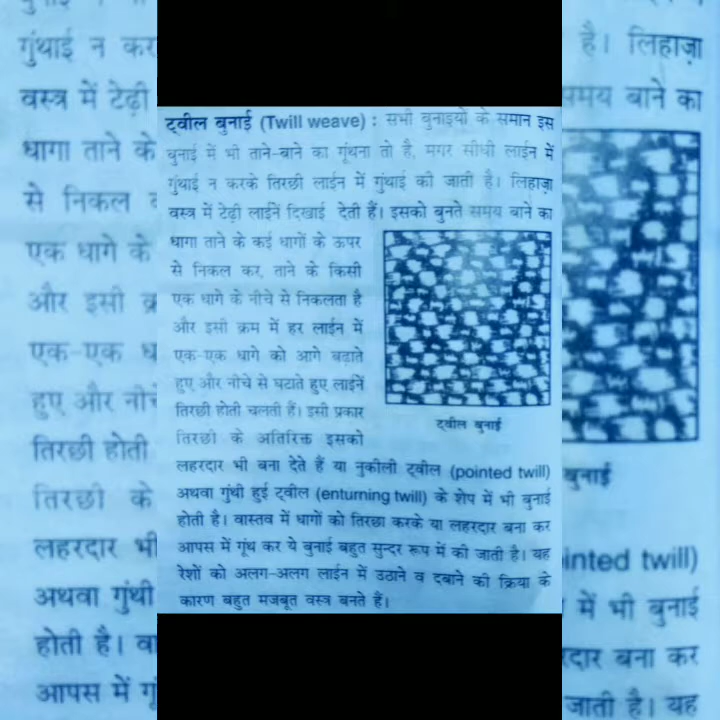 ट्वील बुनाई (Twill weave) : सभी बुनाइयों के समान इस
बुनाई में भी ताने-बाने का गूंथना तो है, मगर सीधी लाईन में
गुंथाई न करके तिरछी लाईन में गुंथाई की जाती है। लिहाज़ा
वस्त्र में टेढ़ी लाईनें दिखाई देती हैं। इसको बुनते समय बाने का
धागा ताने के कई धागों के ऊपर
से निकल कर, ताने के किसी
एक धागे के नीचे से निकलता है
और इसी क्रम में हर लाईन में
एक-एक धागे को आगे बढ़ाते
हुए और नीचे से घटाते हुए लाईनें
तिरछी होती चलती हैं। इसी प्रकार
तिरछी के अतिरिक्त इसको
ट्वील बुनाई
लहरदार भी बना देते हैं या नुकीली ट्वील (pointed twill)
अथवा गुंथी हुई ट्वील (enturning twill) के शेप में भी बुनाई
होती है। वास्तव में धागों को तिरछा करके या लहरदार बना कर
आपस में गूंथ कर ये बुनाई बहुत सुन्दर रूप में की जाती है। यह
रेशों को अलग-अलग लाईन में उठाने व दबाने की क्रिया के
कारण बहुत मजबूत वस्त्र बनते हैं।